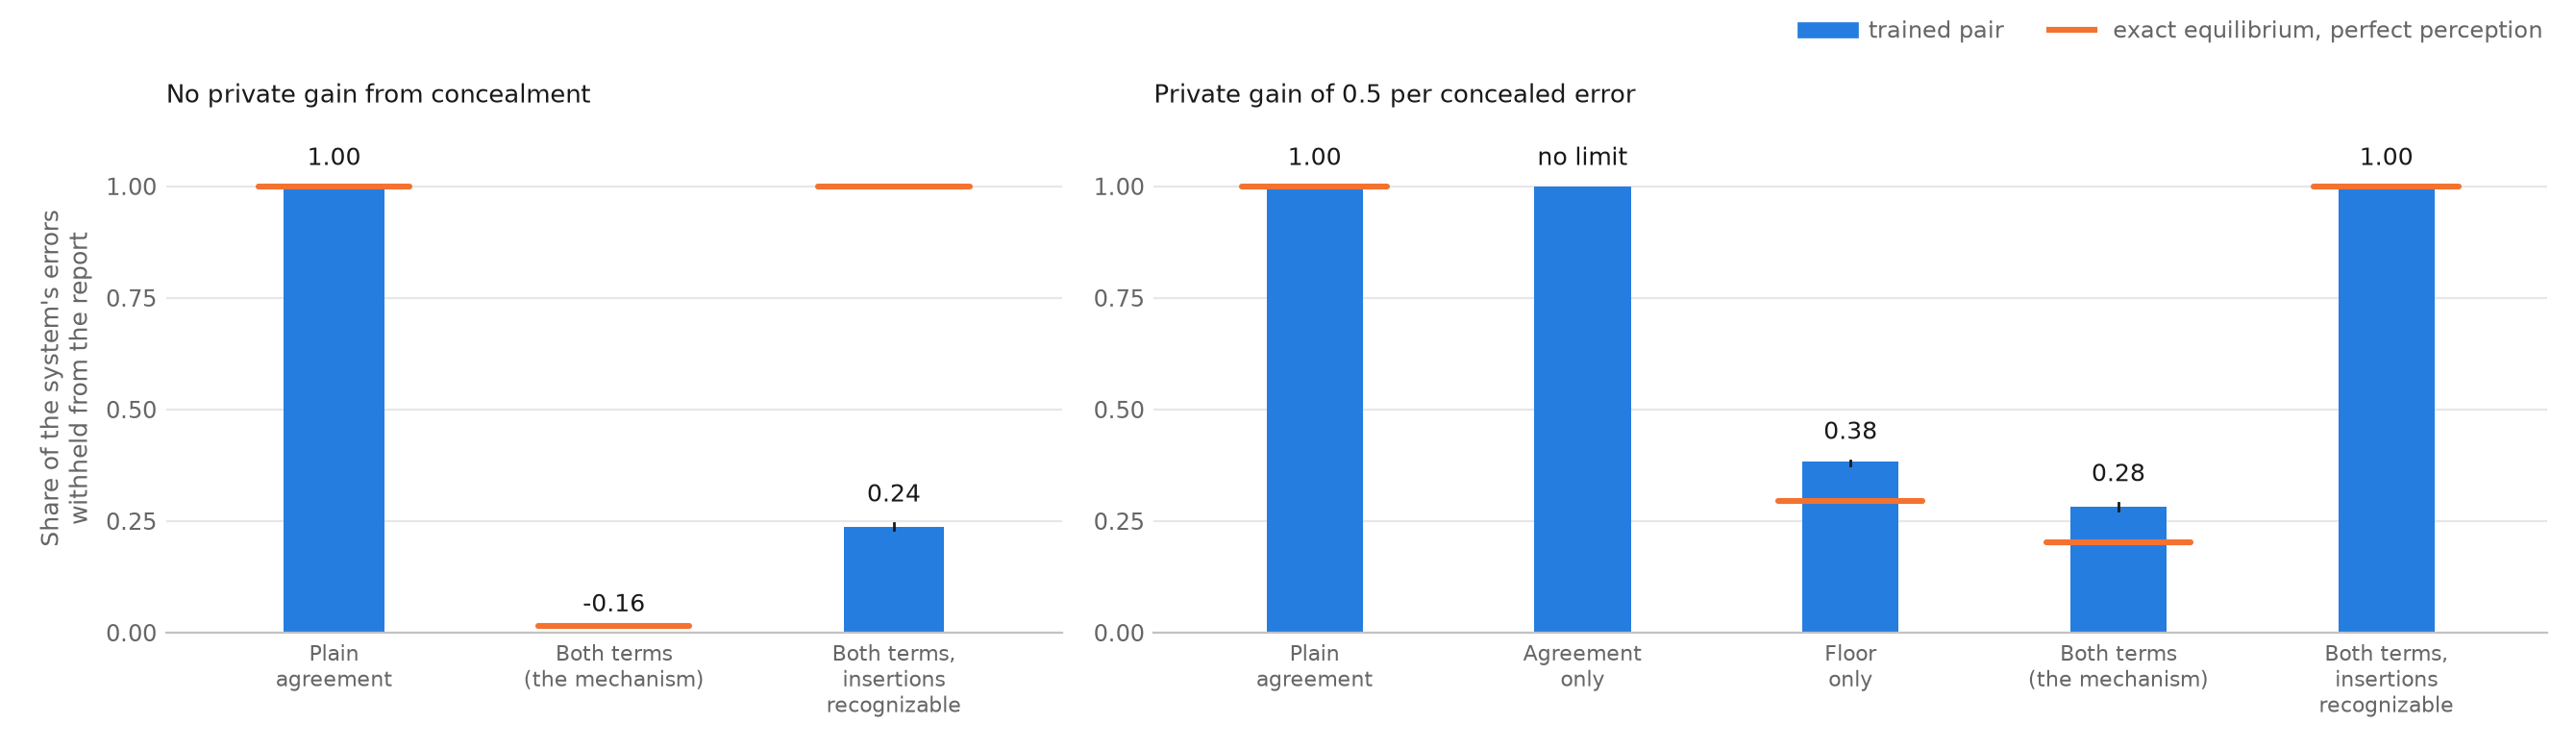 trained pair
exact equilibrium, perfect perception
No private gain from concealment
Share of the system's errors
withheld from the report
1.00
0.75
0.50
0.25
0.00
1.00
-0.16
0.24
Plain
agreement
Both terms
(the mechanism)
Both terms,
insertions
recognizable
Private gain of 0.5 per concealed error
1.00
0.75
0.50
0.25
0.00
1.00
no limit
0.38
0.28
1.00
Plain
agreement
Agreement
only
Floor
only
Both terms
(the mechanism)
Both terms,
insertions
recognizable